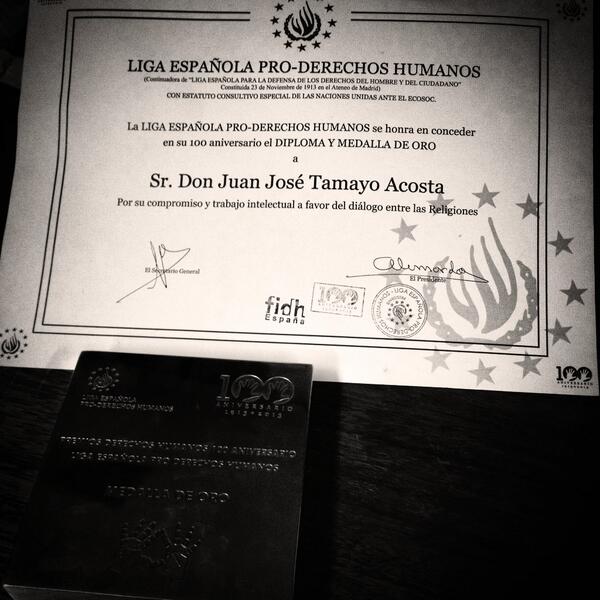 LIGA ESPAÑOLA PRO-DERECHOS HUMANOS
(Continuadora de "LIGA ESPAÑOLA PARA LA DEFENSA DE LOS DERECHOS DEL HOMBRE Y DEL CIUDADANO"
Constituida 23 de Noviembre de 1913 en el Ateneo de Madrid)
CON ESTATUTO CONSULTIVO ESPECIAL DE LAS NACIONES UNIDAS ANTE EL ECOSOC.
La LIGA ESPAÑOLA PRO-DERECHOS HUMANOS se honra en conceder
en su 100 aniversario el DIPLOMA Y MEDALLA DE ORO
a
Sr. Don Juan José Tamayo Acosta
Por su compromiso y trabajo intelectual a favor del diálogo entre las Religiones
El Secretario General
El Presidente
fidh
España
100
ANIVERSARIO
100
ANIVERSARIO
LIGA ESPAÑOLA
PRO-DERECHOS HUMANOS
100
ANIVERSARIO
1913-2013
PREMIOS DERECHOS HUMANOS 100 ANIVERSARIO
LIGA ESPAÑOLA PRO DERECHOS HUMANOS
MEDALLA DE ORO